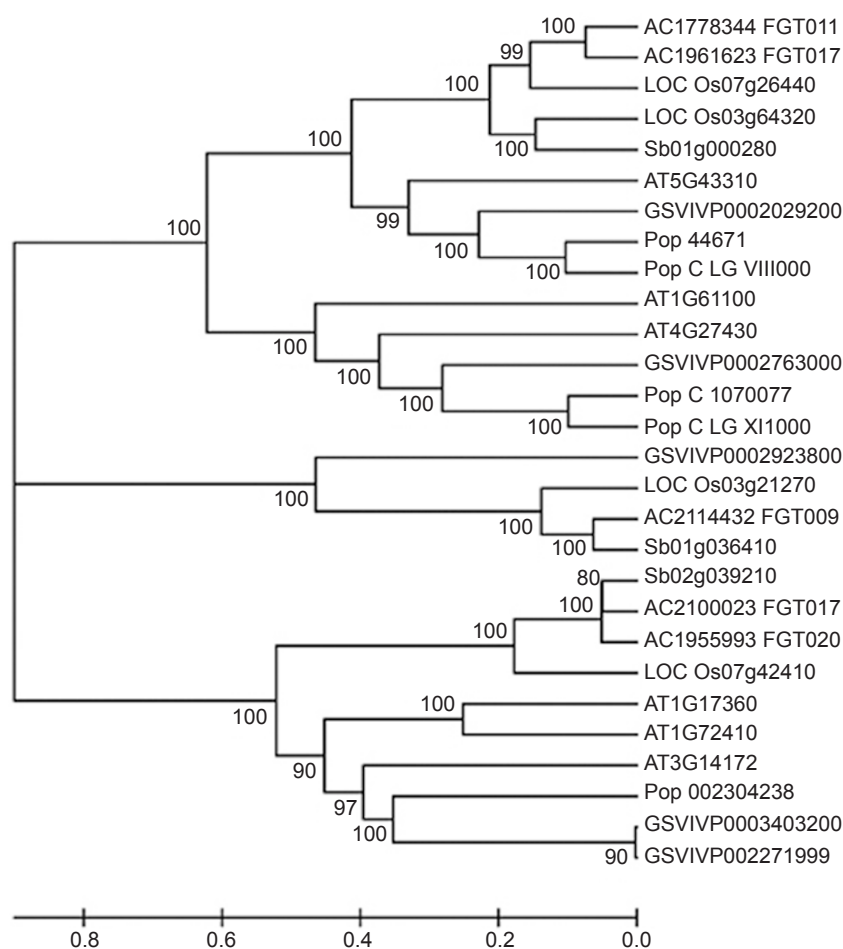 100 AC1778344 FGT011
99 AC1961623 FGT017
100 LOC Os07g26440
LOC Os03g64320
100 100 Sb01g000280
AT5G43310
99 GSVIVP0002029200
100 100 Pop 44671
100 Pop C LG VIII000
AT1G61100
100 AT4G27430
100 GSVIVP0002763000
100 Pop C 1070077
100 Pop C LG XI1000
GSVIVP0002923800
100 LOC Os03g21270
100 AC2114432 FGT009
100 Sb01g036410
80 Sb02g039210
100 AC2100023 FGT017
100 AC1955993 FGT020
LOC Os07g42410
100 100 AT1G17360
AT1G72410
90 AT3G14172
97 Pop 002304238
100 GSVIVP0003403200
90 GSVIVP002271999
0.8 0.6 0.4 0.2 0.0